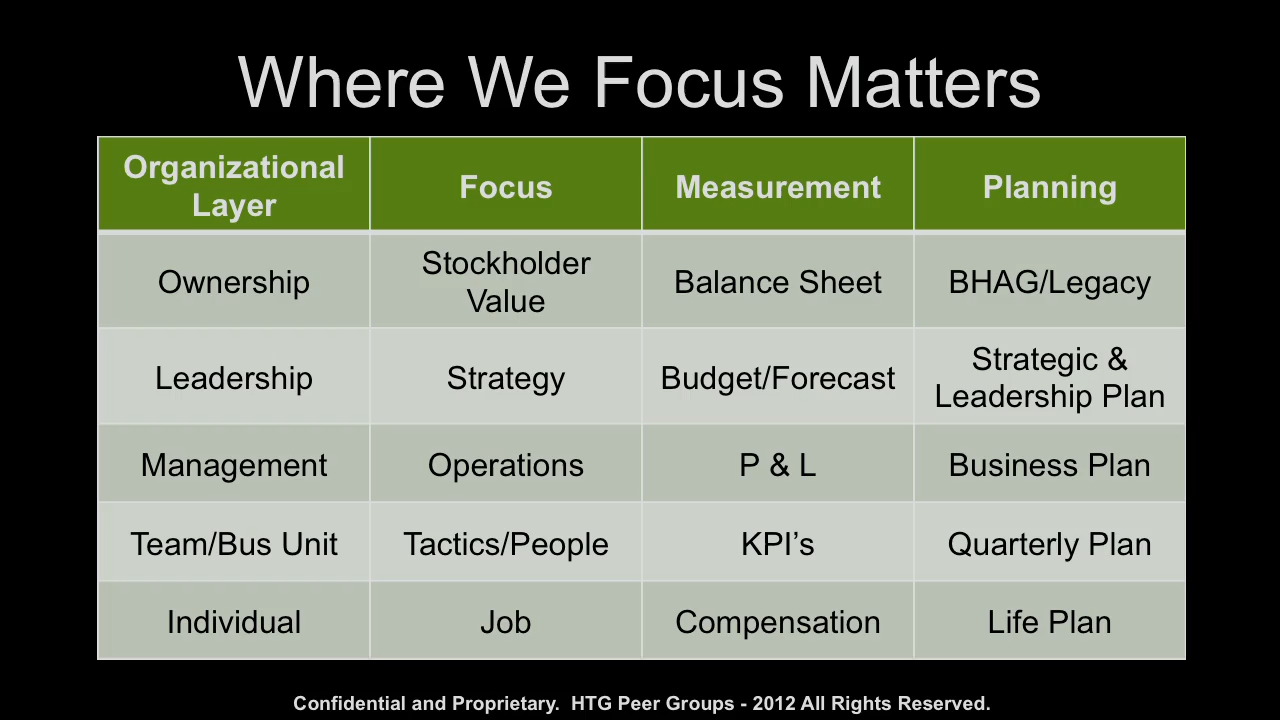 Where We Focus Matters
Organizational
Layer
Focus
Measurement
Planning
Ownership
Stockholder
Value
Balance Sheet
BHAG/Legacy
Leadership
Strategy
Budget/Forecast
Strategic &
Leadership Plan
Management
Operations
P & L
Business Plan
Team/Bus Unit
Tactics/People
KPI’s
Quarterly Plan
Individual
Job
Compensation
Life Plan
Confidential and Proprietary.  HTG Peer Groups - 2012 All Rights Reserved.